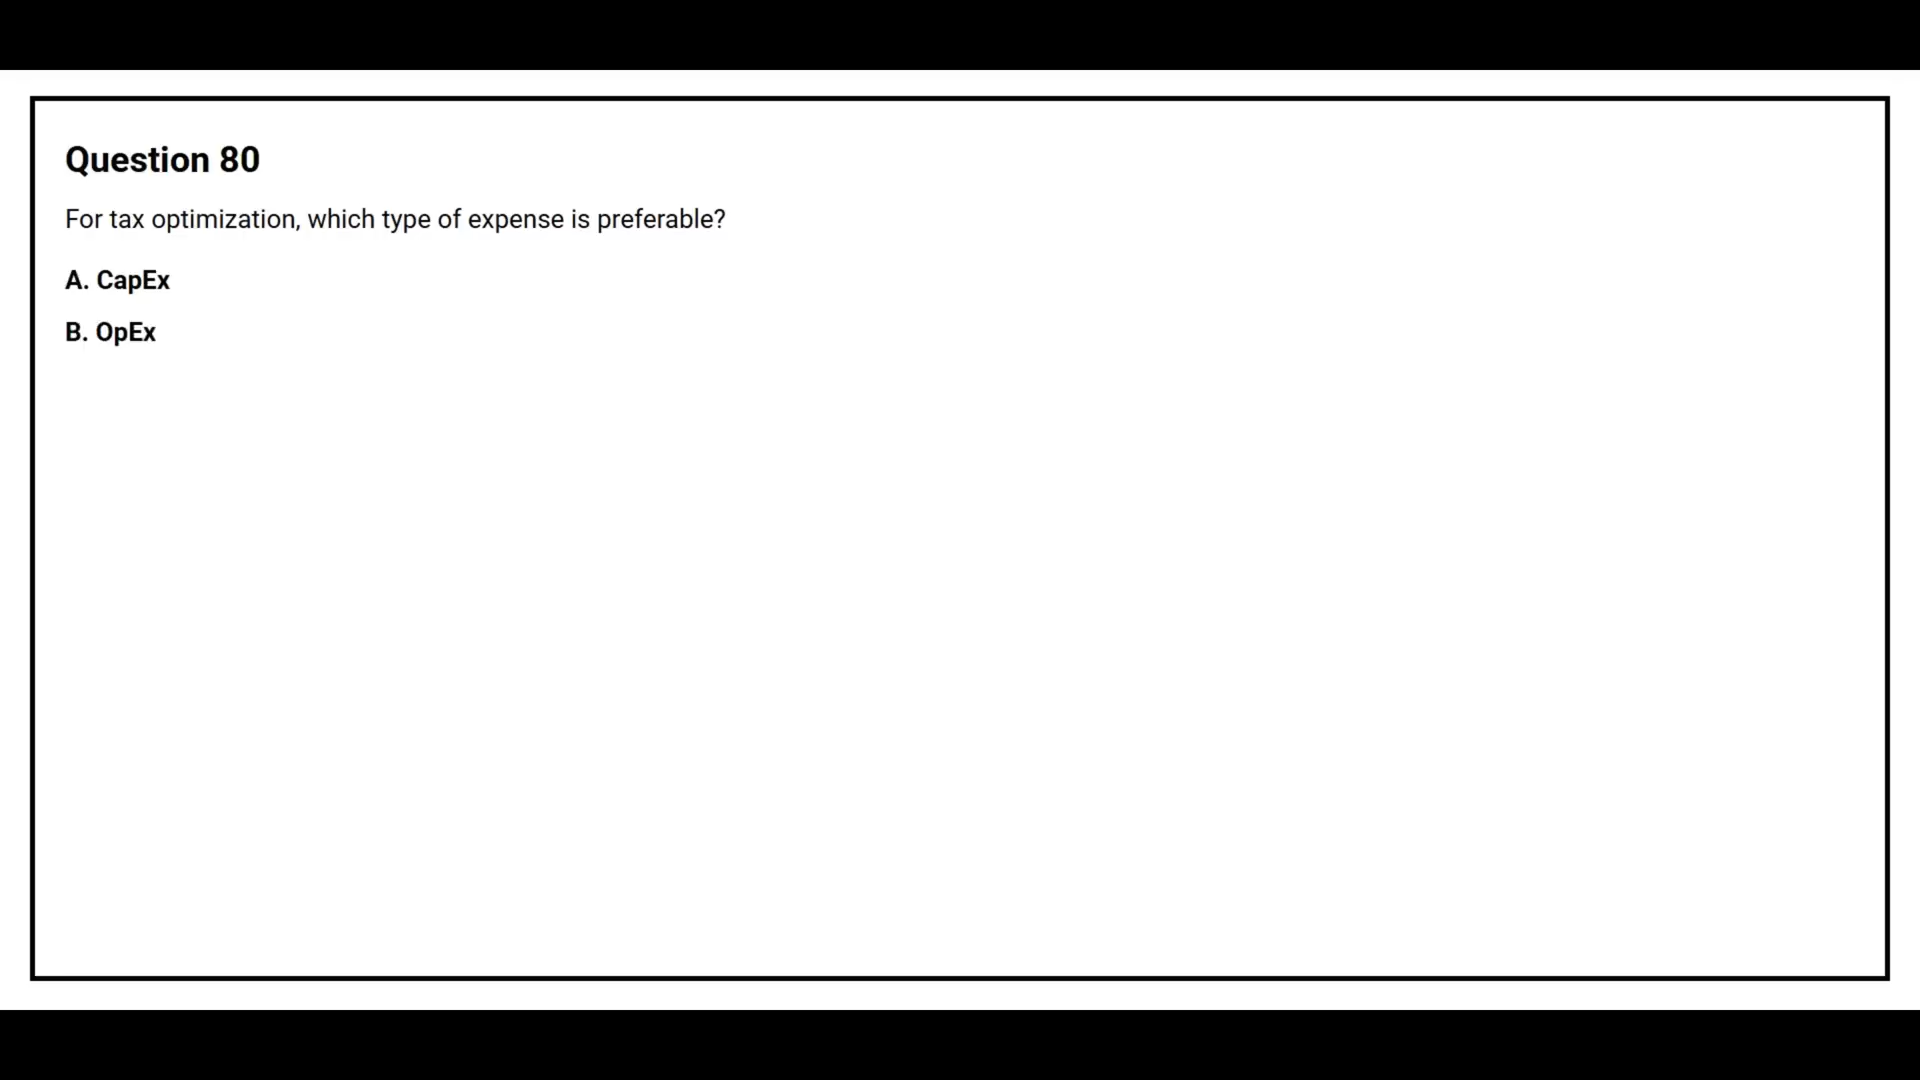 Question 80
For tax optimization, which type of expense is preferable?
A. CapEx
B. OpEx